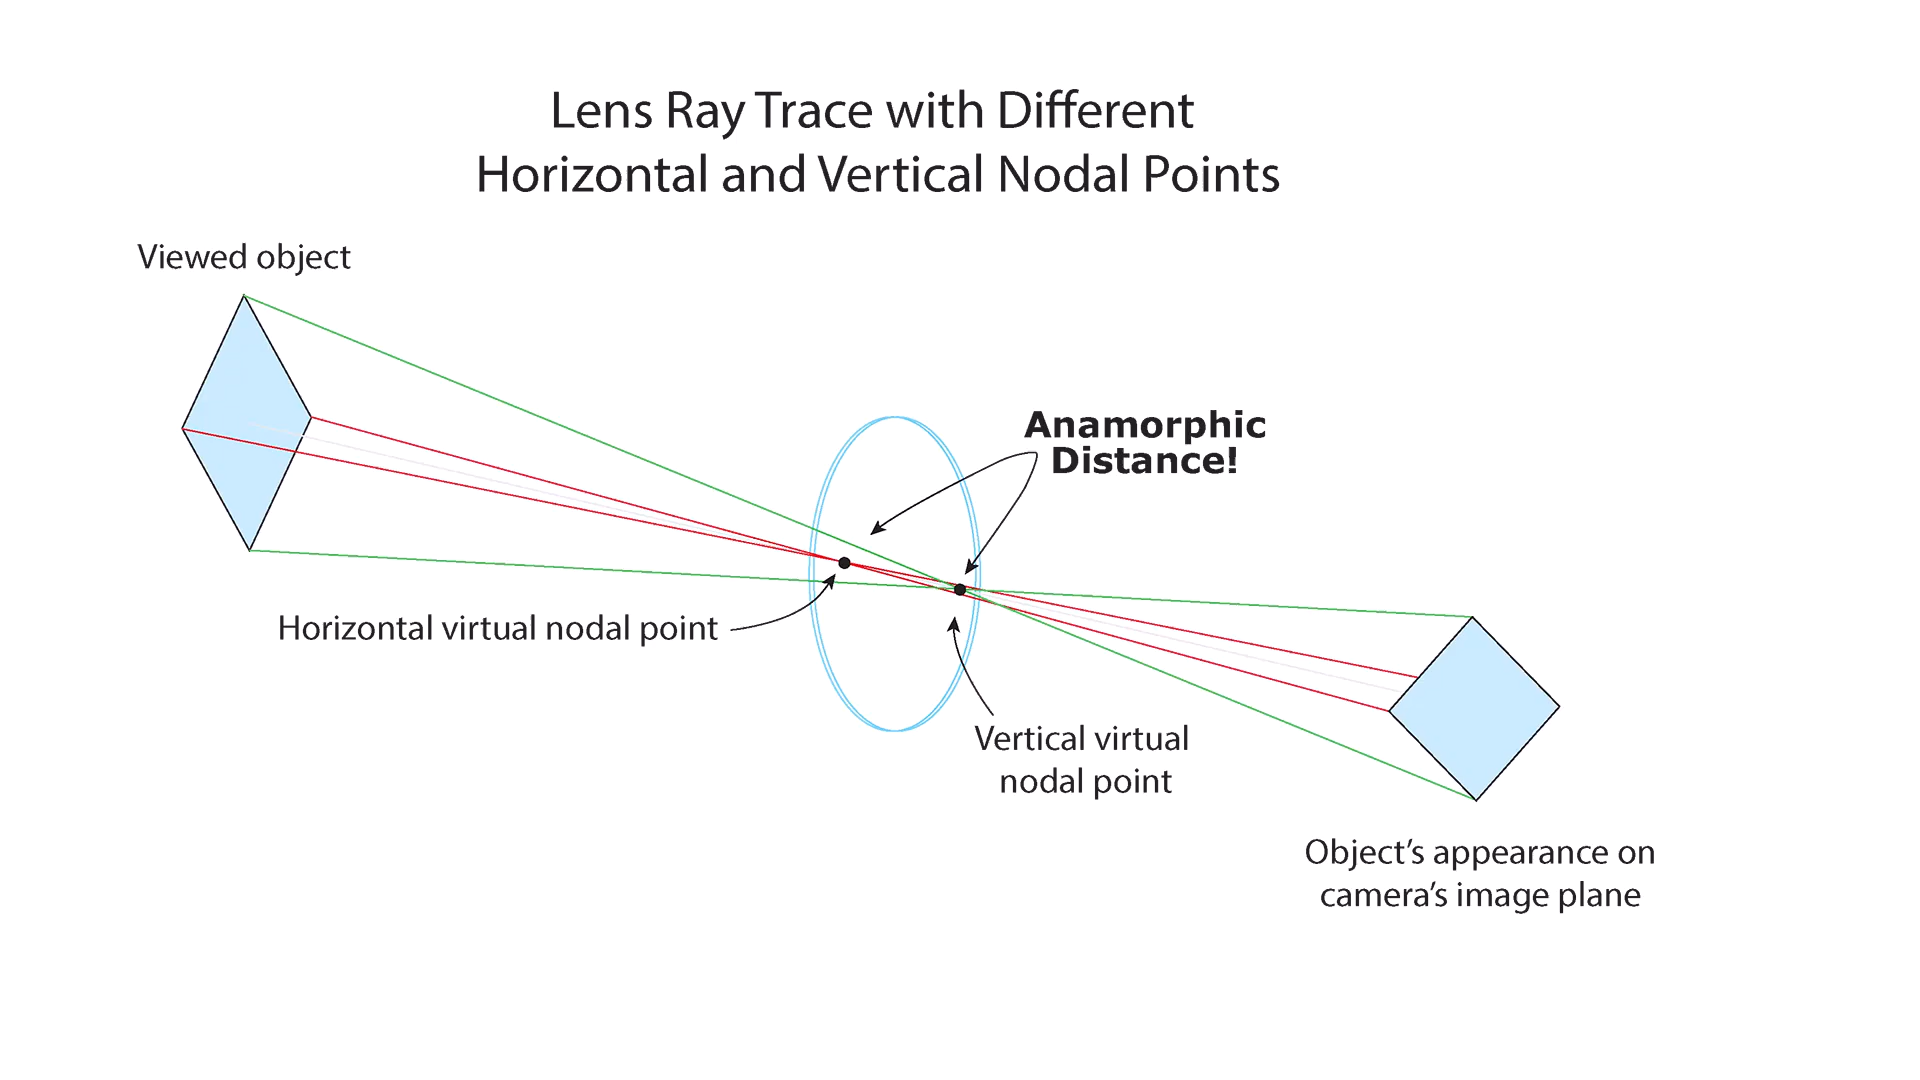 Lens Ray Trace with Different
Horizontal and Vertical Nodal Points
Viewed object
Anamorphic
Distance!
Horizontal virtual nodal point
Vertical virtual
nodal point
Object’s appearance on
camera’s image plane